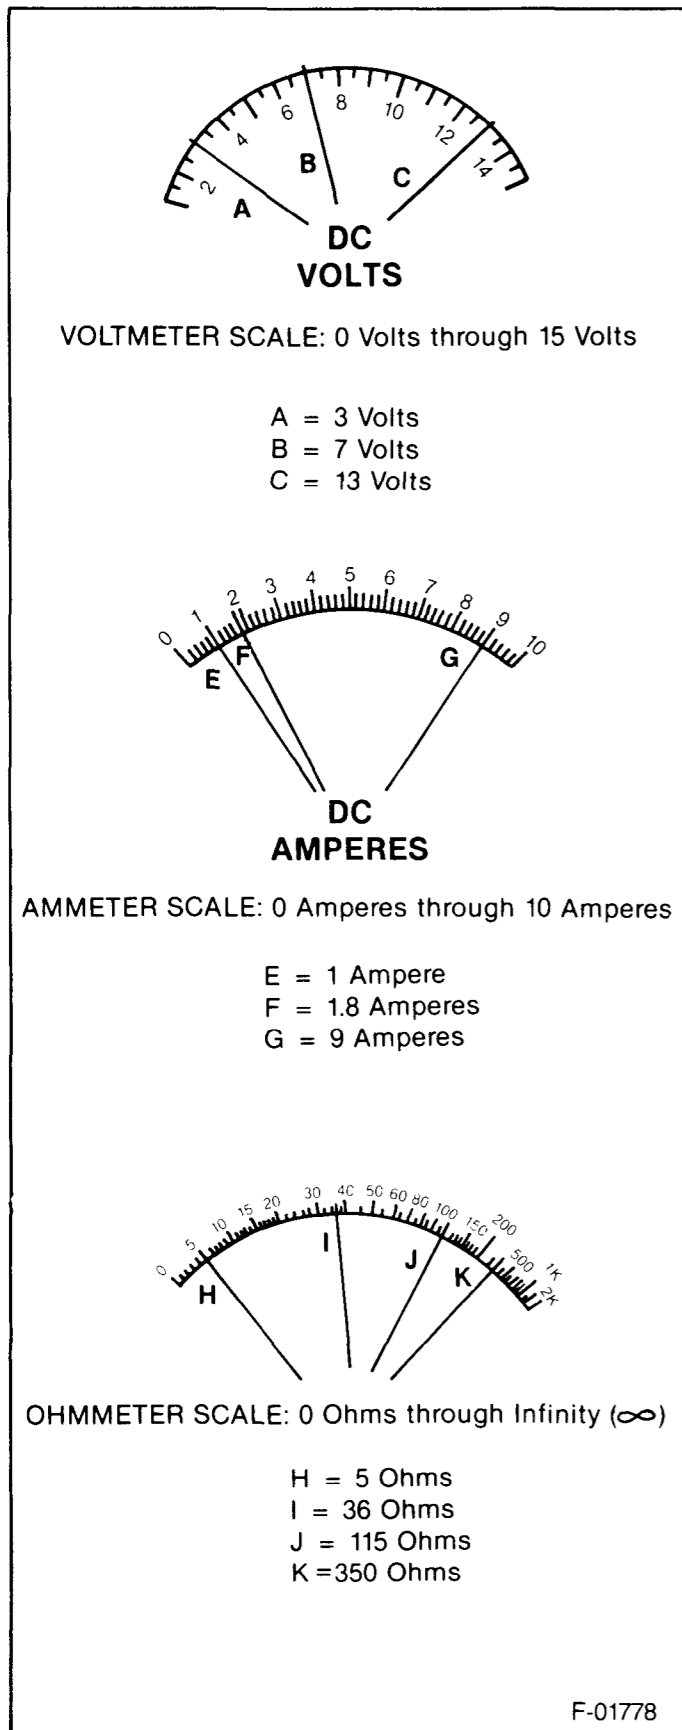 2 4 6 8 10 12 14
A B C
DC
VOLTS
VOLTMETER SCALE: 0 Volts through 15 Volts
A = 3 Volts
B = 7 Volts
C = 13 Volts
0 1 2 3 4 5 6 7 8 9 10
E F G
DC
AMPERES
AMMETER SCALE: 0 Amperes through 10 Amperes
E = 1 Ampere
F = 1.8 Amperes
G = 9 Amperes
0 5 10 15 20 30 40 50 60 80 100 150 200 500 1K 2K
H I J K
OHMMETER SCALE: 0 Ohms through Infinity (∞)
H = 5 Ohms
I = 36 Ohms
J = 115 Ohms
K =350 Ohms
F-01778